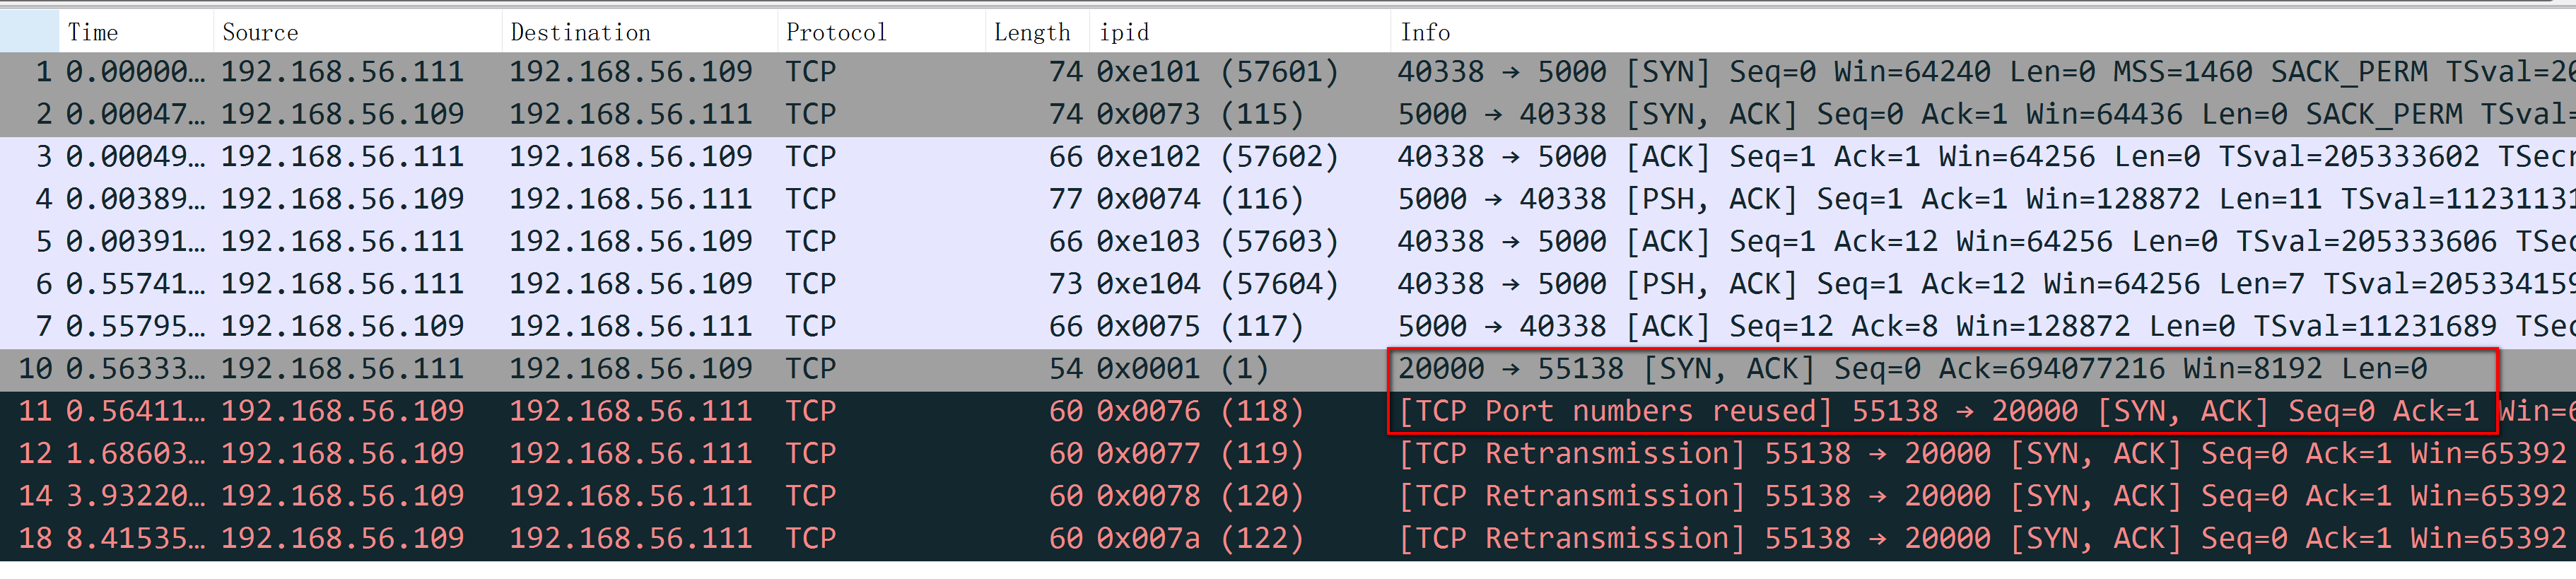 Time Source Destination Protocol Length ipid Info
1 0.00000… 192.168.56.111 192.168.56.109 TCP 74 0xe101 (57601) 40338 → 5000 [SYN] Seq=0 Win=64240 Len=0 MSS=1460 SACK_PERM TSval=20
2 0.00047… 192.168.56.109 192.168.56.111 TCP 74 0x0073 (115) 5000 → 40338 [SYN, ACK] Seq=0 Ack=1 Win=64436 Len=0 SACK_PERM TSval=
3 0.00049… 192.168.56.111 192.168.56.109 TCP 66 0xe102 (57602) 40338 → 5000 [ACK] Seq=1 Ack=1 Win=64256 Len=0 TSval=205333602 TSecr
4 0.00389… 192.168.56.109 192.168.56.111 TCP 77 0x0074 (116) 5000 → 40338 [PSH, ACK] Seq=1 Ack=1 Win=128872 Len=11 TSval=11231131
5 0.00391… 192.168.56.111 192.168.56.109 TCP 66 0xe103 (57603) 40338 → 5000 [ACK] Seq=1 Ack=12 Win=64256 Len=0 TSval=205333606 TSec
6 0.55741… 192.168.56.111 192.168.56.109 TCP 73 0xe104 (57604) 40338 → 5000 [PSH, ACK] Seq=1 Ack=12 Win=64256 Len=7 TSval=205334159
7 0.55795… 192.168.56.109 192.168.56.111 TCP 66 0x0075 (117) 5000 → 40338 [ACK] Seq=12 Ack=8 Win=128872 Len=0 TSval=11231689 TSec
10 0.56333… 192.168.56.111 192.168.56.109 TCP 54 0x0001 (1) 20000 → 55138 [SYN, ACK] Seq=0 Ack=694077216 Win=8192 Len=0
11 0.56411… 192.168.56.109 192.168.56.111 TCP 60 0x0076 (118) [TCP Port numbers reused] 55138 → 20000 [SYN, ACK] Seq=0 Ack=1 Win=6
12 1.68603… 192.168.56.109 192.168.56.111 TCP 60 0x0077 (119) [TCP Retransmission] 55138 → 20000 [SYN, ACK] Seq=0 Ack=1 Win=65392
14 3.93220… 192.168.56.109 192.168.56.111 TCP 60 0x0078 (120) [TCP Retransmission] 55138 → 20000 [SYN, ACK] Seq=0 Ack=1 Win=65392
18 8.41535… 192.168.56.109 192.168.56.111 TCP 60 0x007a (122) [TCP Retransmission] 55138 → 20000 [SYN, ACK] Seq=0 Ack=1 Win=65392